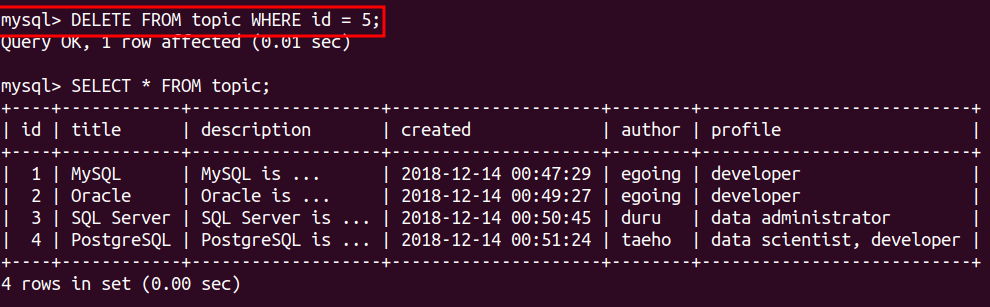 mysql> DELETE FROM topic WHERE id = 5;
Query OK, 1 row affected (0.01 sec)
mysql> SELECT * FROM topic;
+----+------------+-------------------+---------------------+--------+---------------------------+
| id | title      | description       | created             | author | profile                   |
+----+------------+-------------------+---------------------+--------+---------------------------+
|  1 | MySQL      | MySQL is ...      | 2018-12-14 00:47:29 | egoing | developer                 |
|  2 | Oracle     | Oracle is ...     | 2018-12-14 00:49:27 | egoing | developer                 |
|  3 | SQL Server | SQL Server is ... | 2018-12-14 00:50:45 | duru   | data administrator        |
|  4 | PostgreSQL | PostgreSQL is ... | 2018-12-14 00:51:24 | taeho  | data scientist, developer |
+----+------------+-------------------+---------------------+--------+---------------------------+
4 rows in set (0.00 sec)